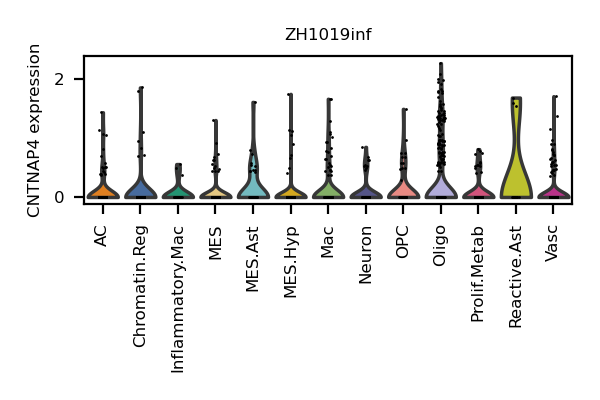 ZH1019inf
CNTNAP4 expression
2
0
AC
Chromatin.Reg
Inflammatory.Mac
MES
MES.Ast
MES.Hyp
Mac
Neuron
OPC
Oligo
Prolif.Metab
Reactive.Ast
Vasc